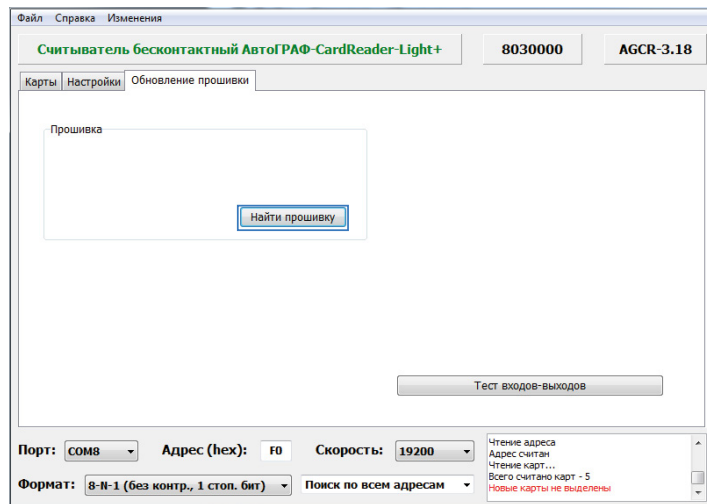 Файл Справка Изменения
Считыватель бесконтактный АвтоГРАФ-CardReader-Light+ 8030000 AGCR-3.18
Карты Настройки Обновление прошивки
Прошивка
Найти прошивку
Тест входов-выходов
Порт: COM8 Адрес (hex): F0 Скорость: 19200
Формат: 8-N-1 (без контр., 1 стоп. бит) Поиск по всем адресам
Чтение адреса
Адрес считан
Чтение карт...
Всего считано карт - 5
Новые карты не выделены